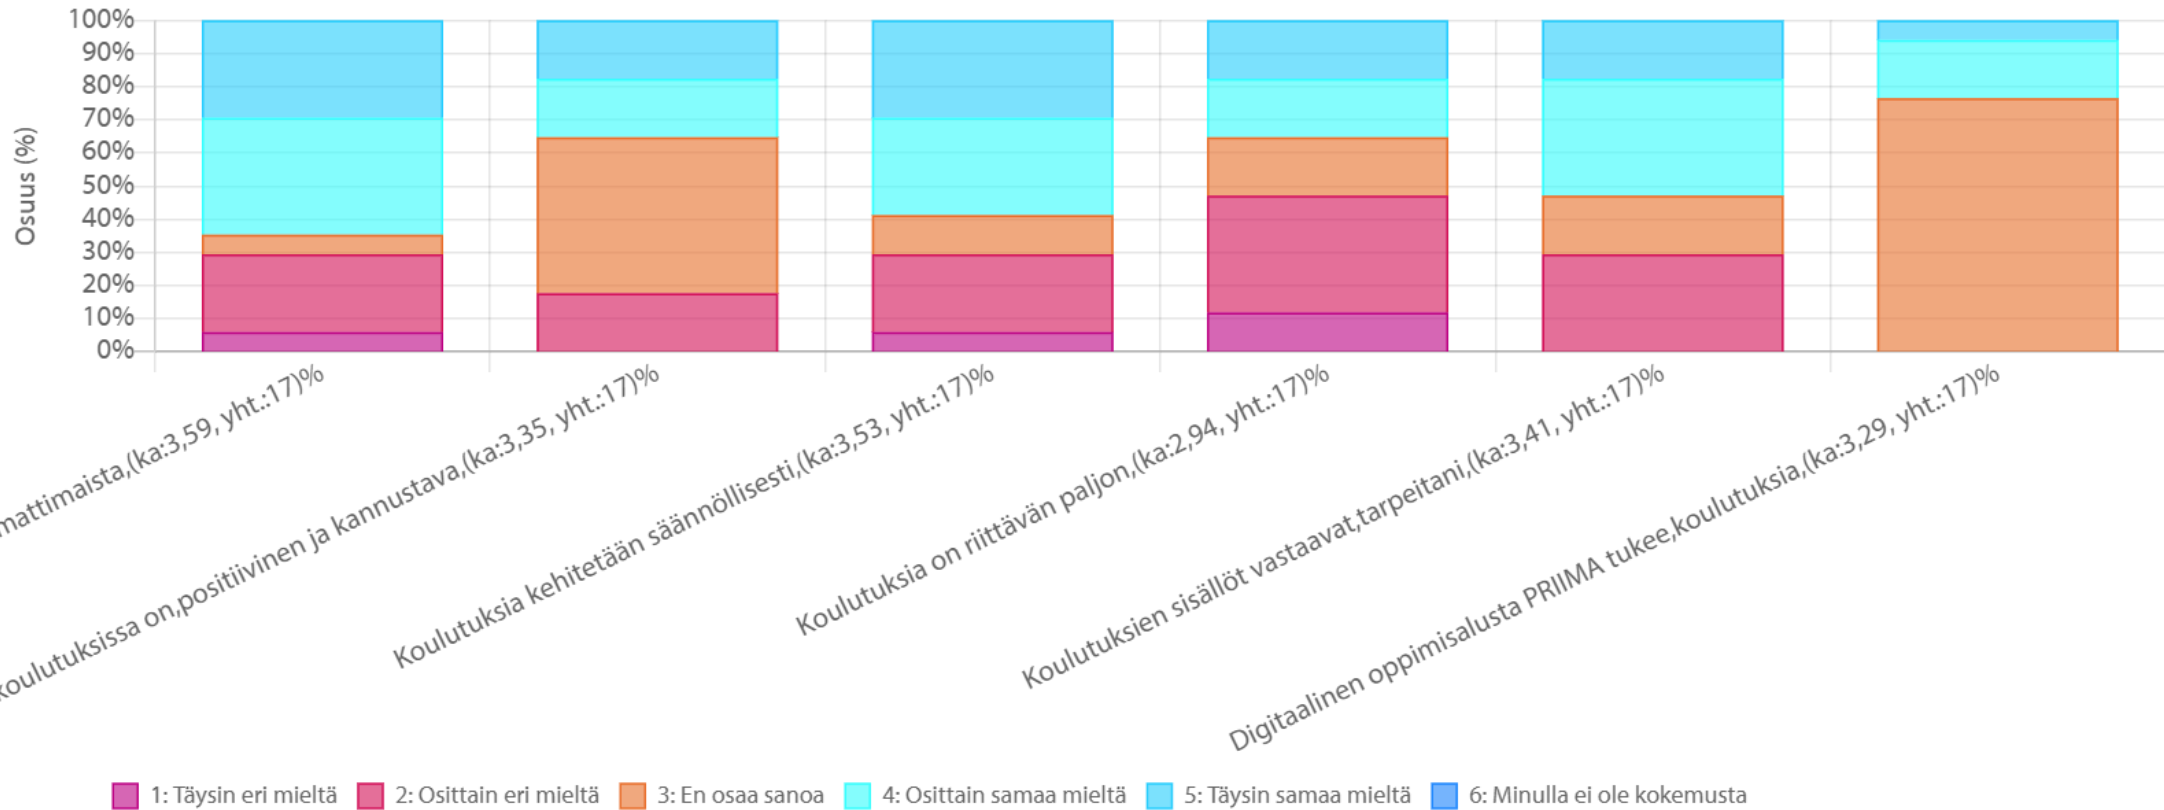 100%
90%
80%
70%
60%
50%
40%
30%
20%
10%
0%
Osuus (%)
mattimaista,(ka:3,59, yht.:17)%
koulutuksissa on,positiivinen ja kannustava,(ka:3,35, yht.:17)%
Koulutuksia kehitetään säännöllisesti,(ka:3,53, yht.:17)%
Koulutuksia on riittävän paljon,(ka:2,94, yht.:17)%
Koulutuksien sisällöt vastaavat,tarpeitani,(ka:3,41, yht.:17)%
Digitaalinen oppimisalusta PRIIMA tukee,koulutuksia,(ka:3,29, yht.:17)%
1: Täysin eri mieltä 2: Osittain eri mieltä 3: En osaa sanoa 4: Osittain samaa mieltä 5: Täysin samaa mieltä 6: Minulla ei ole kokemusta